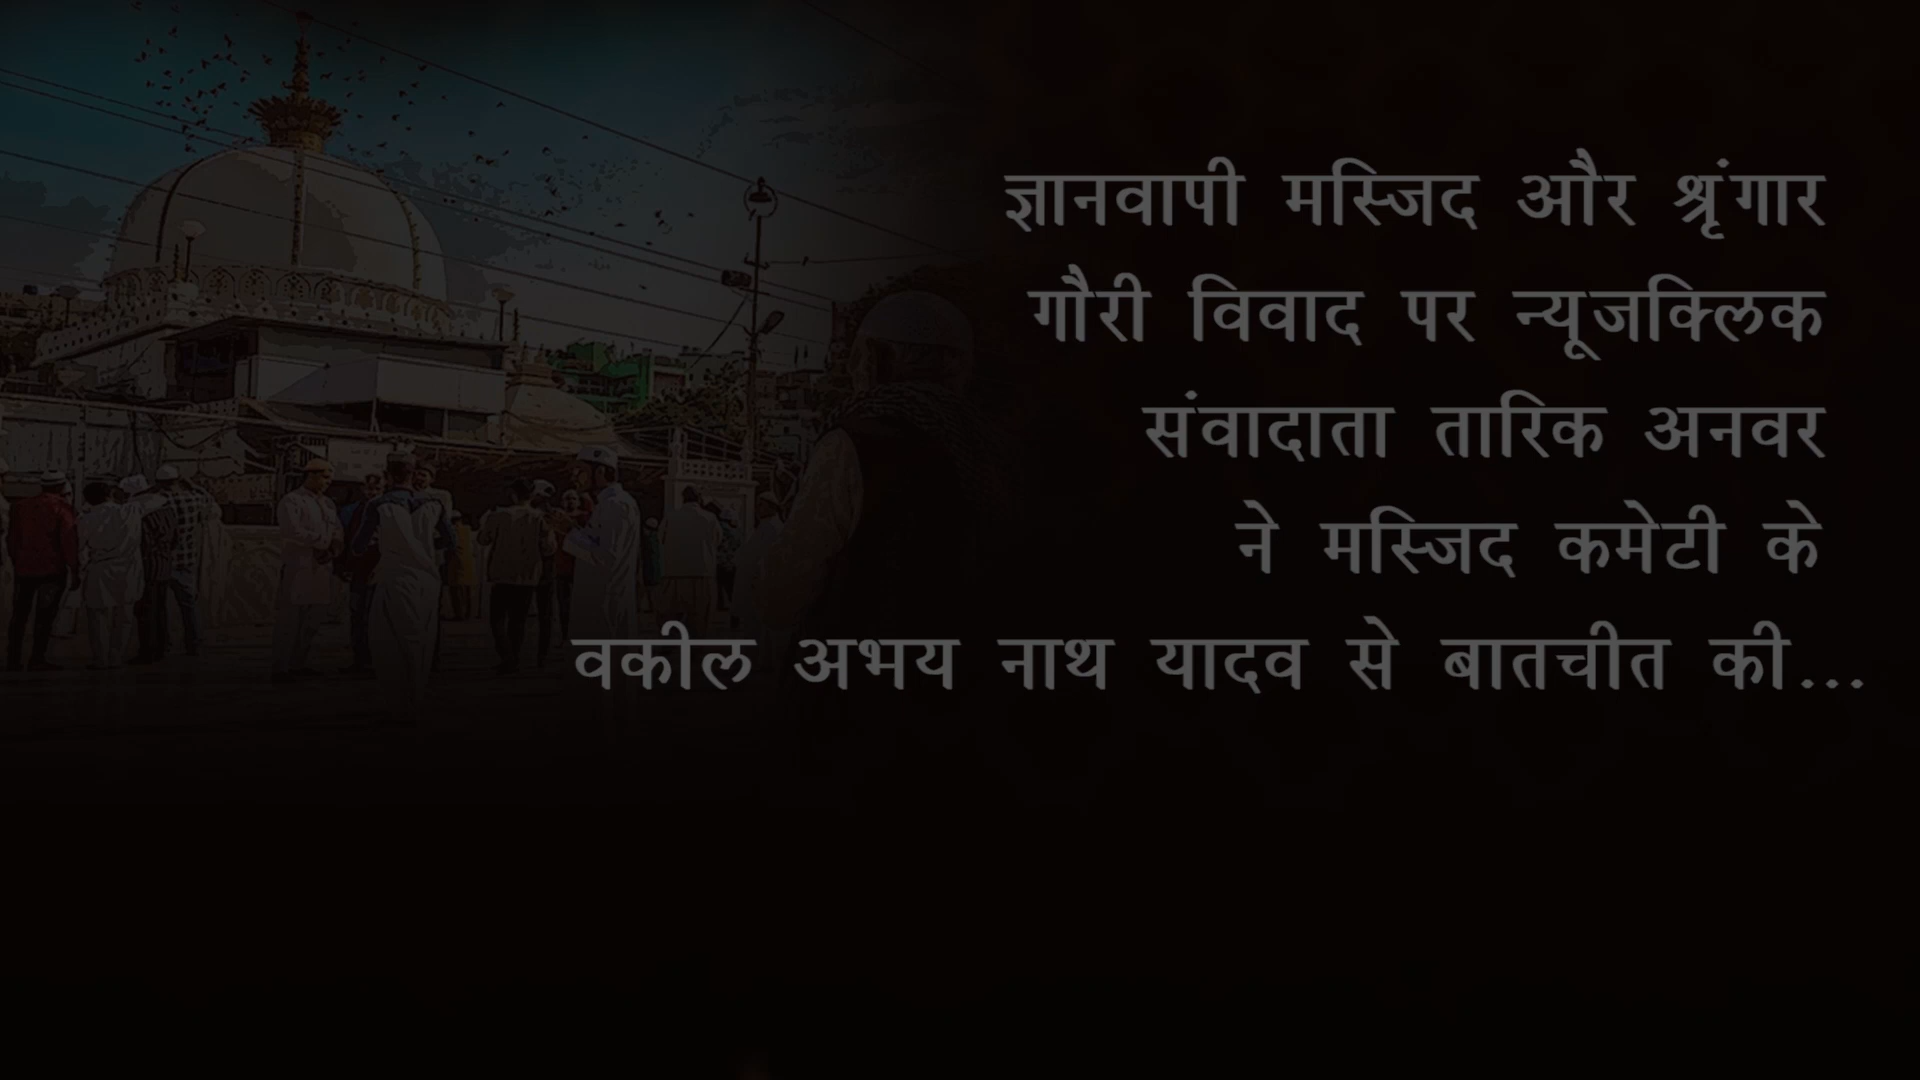 ज्ञानवापी मस्जिद और श्रृंगार
गौरी विवाद पर न्यूजक्लिक
संवादाता तारिक अनवर
ने मस्जिद कमेटी के
वकील अभय नाथ यादव से बातचीत की...